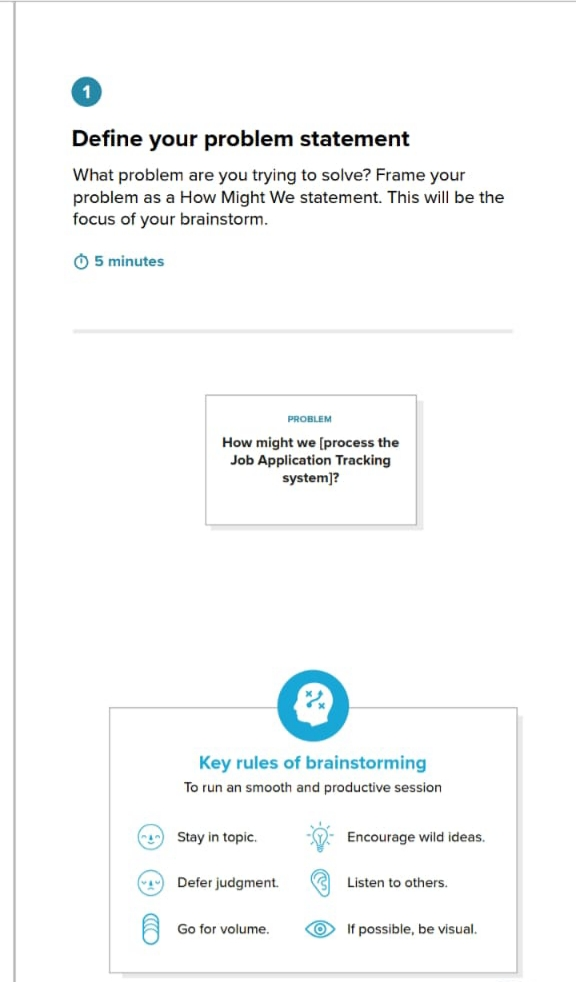 1
Define your problem statement
What problem are you trying to solve? Frame your
problem as a How Might We statement. This will be the
focus of your brainstorm.
5 minutes
PROBLEM
How might we [process the
Job Application Tracking
system]?
Key rules of brainstorming
To run an smooth and productive session
Stay in topic.
Encourage wild ideas.
Defer judgment.
Listen to others.
Go for volume.
If possible, be visual.